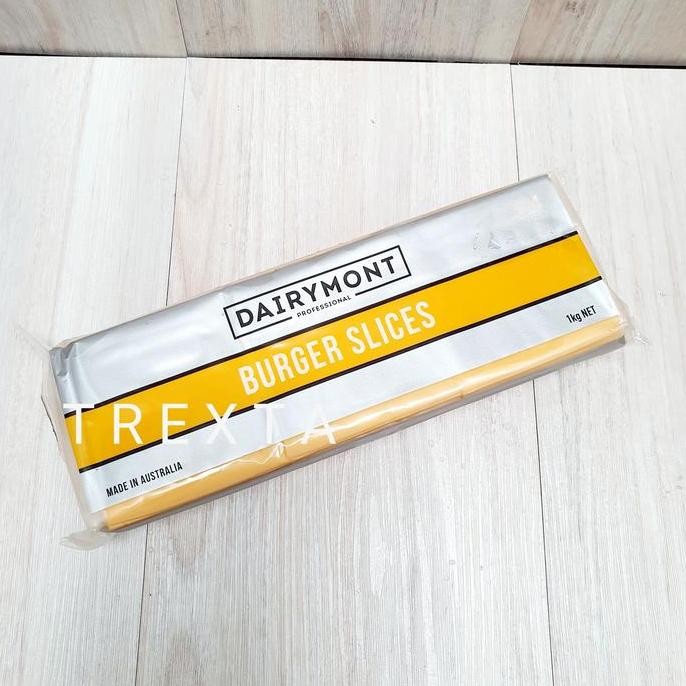 DAIRYMONT
PROFESSIONAL
BURGER SLICES
1kg NET
TREXTA
MADE IN AUSTRALIA